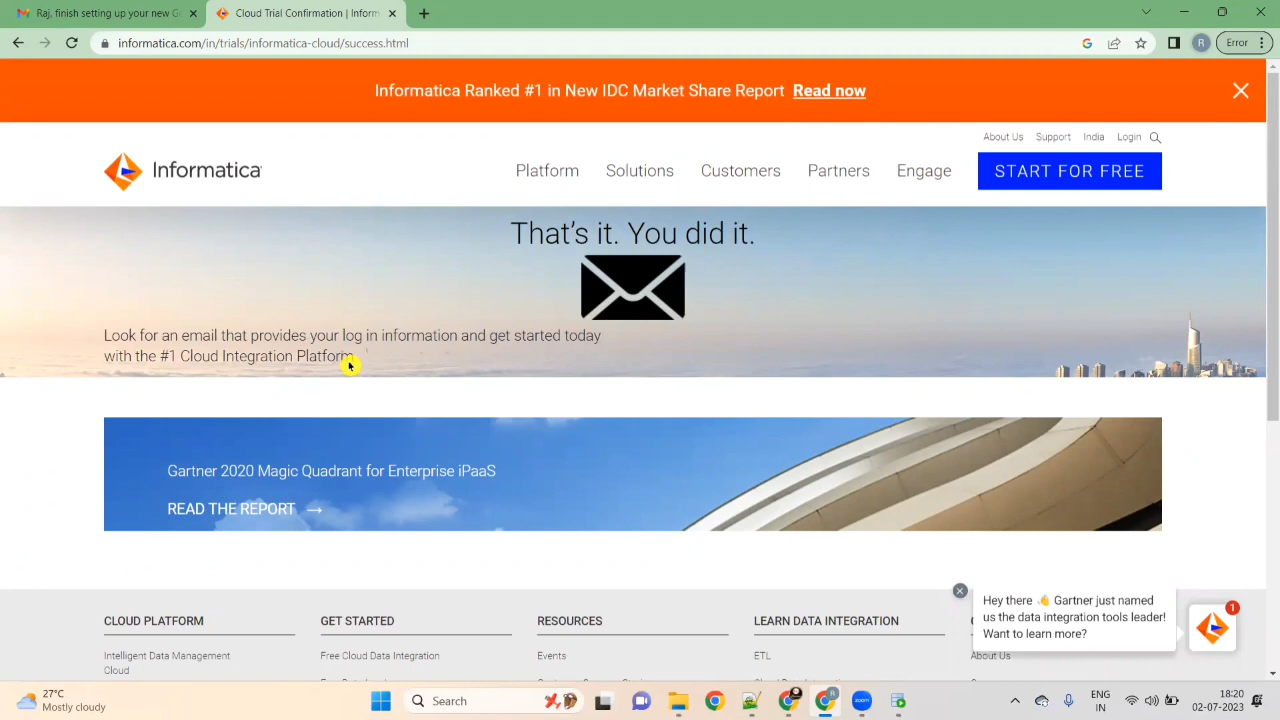 Raj, finish setting up your new G
Cloud Trial Confirmation | Inform
informatica.com/in/trials/informatica-cloud/success.html
R
Error
Informatica Ranked #1 in New IDC Market Share Report Read now
About Us Support India Login
Informatica
Platform Solutions Customers Partners Engage
START FOR FREE
That's it. You did it.
Look for an email that provides your log in information and get started today
with the #1 Cloud Integration Platform
Gartner 2020 Magic Quadrant for Enterprise iPaaS
READ THE REPORT →
Hey there 👋 Gartner just named
us the data integration tools leader!
Want to learn more?
1
CLOUD PLATFORM GET STARTED RESOURCES LEARN DATA INTEGRATION
Intelligent Data Management Free Cloud Data Integration Events ETL About Us
Cloud
27°C
Mostly cloudy
Search
zoom
ENG
IN
18:20
02-07-2023